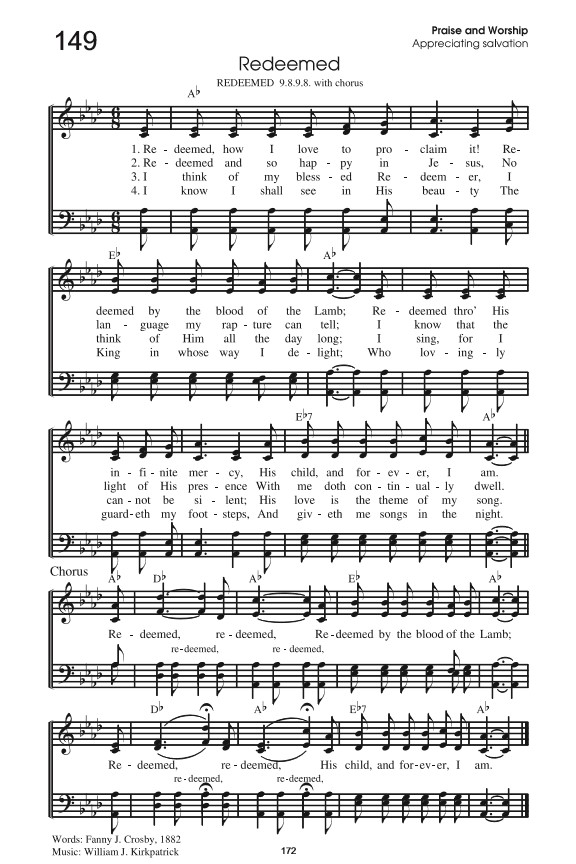 149
Praise and Worship
Appreciating salvation
Redeemed
REDEEMED 9.8.9.8. with chorus
A♭
1. Re - deemed, how I love to pro - claim it! Re-
2. Re - deemed and so hap - py in Je - sus, No
3. I think of my bless - ed Re - deem - er, I
4. I know I shall see in His beau - ty The
E♭ A♭
deemed by the blood of the Lamb; Re - deemed thro' His
lan - guage my rap - ture can tell; I know that the
think of Him all the day long; I sing, for I
King in whose way I de - light; Who lov - ing - ly
E♭7 A♭
in - fi - nite mer - cy, His child, and for - ev - er, I am.
light of His pres - ence With me doth con - tin - ual - ly dwell.
can - not be si - lent; His love is the theme of my song.
guard-eth my foot - steps, And giv - eth me songs in the night.
Chorus
A♭ D♭ A♭ E♭ A♭
Re - deemed, re - deemed, Re-deemed by the blood of the Lamb;
re-deemed, re - deemed,
D♭ A♭ E♭7 A♭
Re - deemed, re - deemed, His child, and for-ev-er, I am.
re-deemed, re-deemed,
Words: Fanny J. Crosby, 1882
Music: William J. Kirkpatrick
172